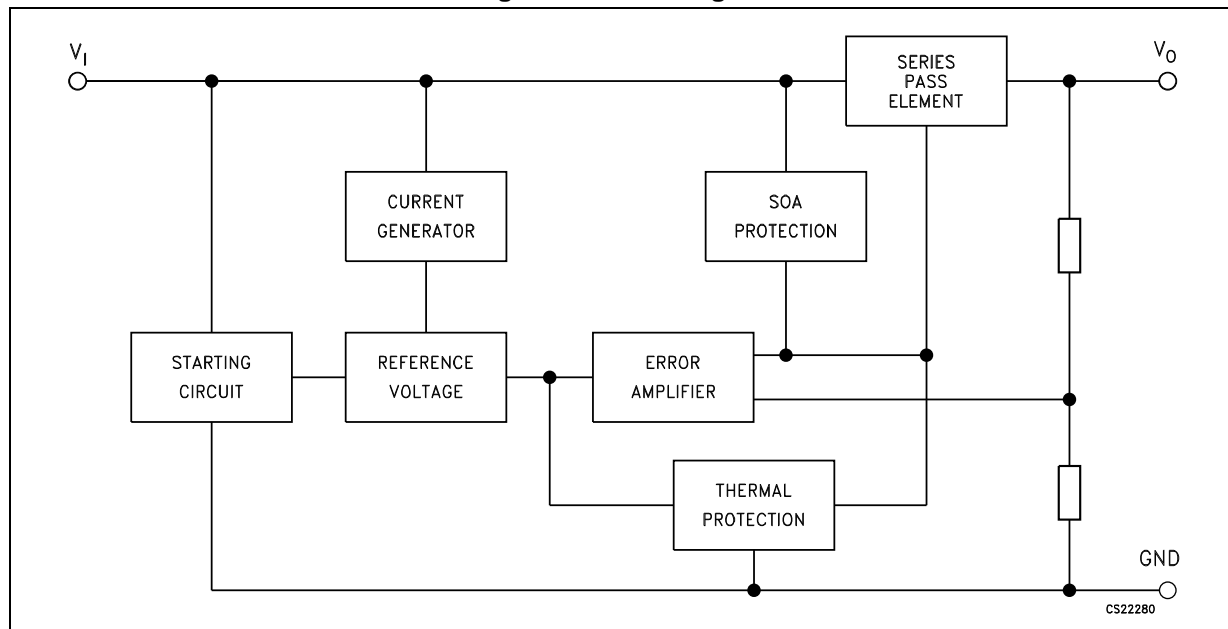 V_I
V_O
SERIES
PASS
ELEMENT
CURRENT
GENERATOR
SOA
PROTECTION
STARTING
CIRCUIT
REFERENCE
VOLTAGE
ERROR
AMPLIFIER
THERMAL
PROTECTION
GND
CS22280